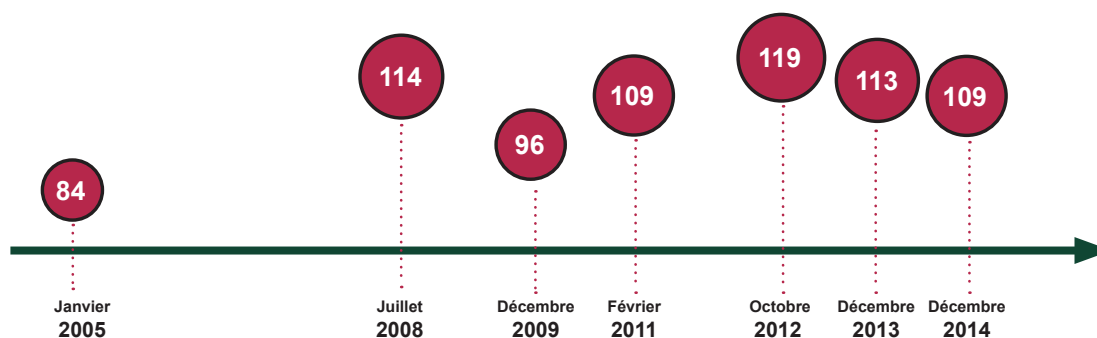 84
114
96
109
119
113
109
Janvier
2005
Juillet
2008
Décembre
2009
Février
2011
Octobre
2012
Décembre
2013
Décembre
2014